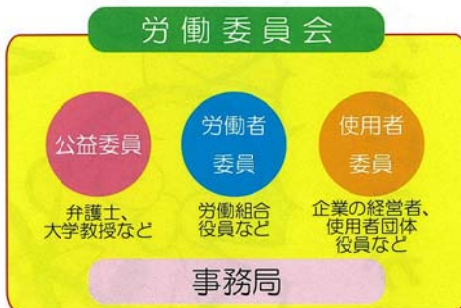 労働委員会
公益委員
労働者
委員
使用者
委員
弁護士、
大学教授など
労働組合
役員など
企業の経営者、
使用者団体
役員など
事務局